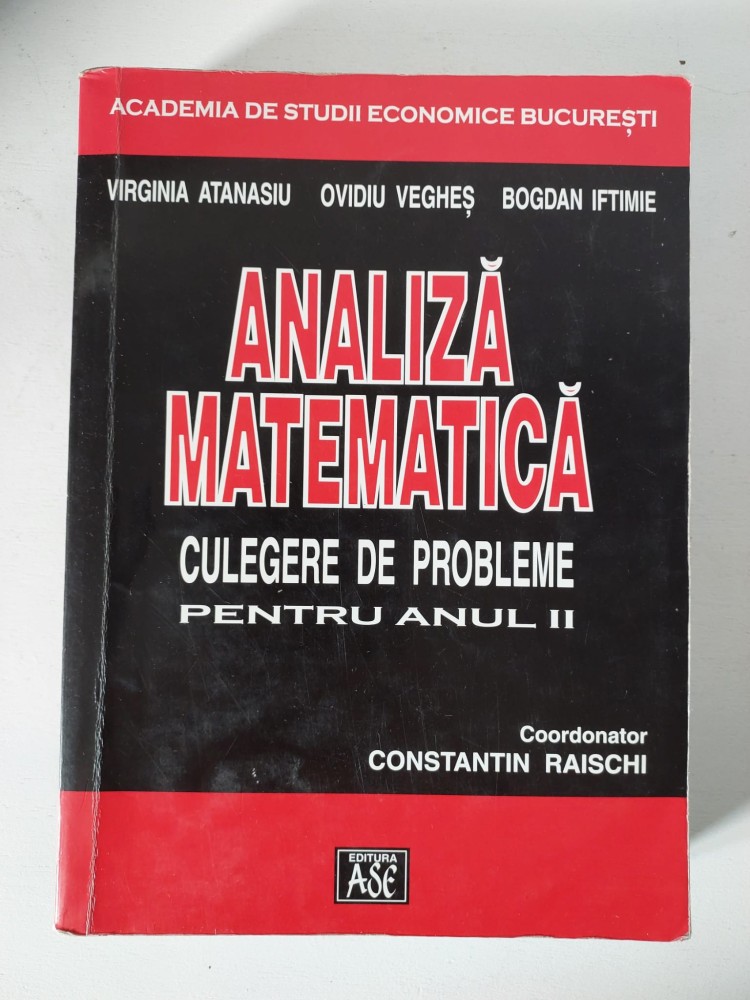 ACADEMIA DE STUDII ECONOMICE BUCUREȘTI
VIRGINIA ATANASIU OVIDIU VEGHEȘ BOGDAN IFTIMIE
ANALIZĂ
MATEMATICĂ
CULEGERE DE PROBLEME
PENTRU ANUL II
Coordonator
CONSTANTIN RAISCHI
EDITURA
ASE